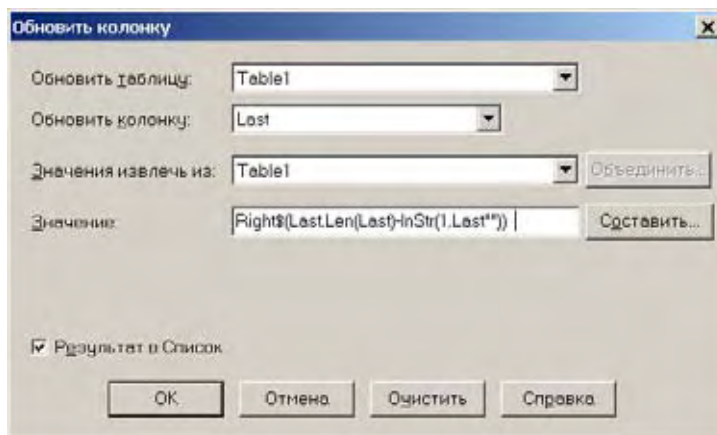 Обновить колонку
Обновить таблицу: Table1
Обновить колонку: Last
Значения извлечь из: Table1 Объединить...
Значение: Right$(Last,Len(Last)-InStr(1,Last"")) Составить...
Результат в Список
ОК Отмена Очистить Справка